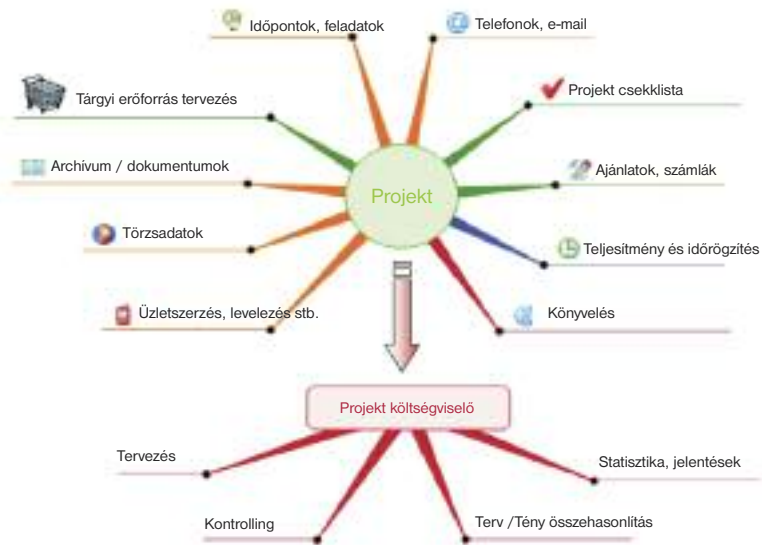 Időpontok, feladatok
Telefonok, e-mail
Tárgyi erőforrás tervezés
Projekt csekklista
Archívum / dokumentumok
Ajánlatok, számlák
Projekt
Törzsadatok
Teljesítmény és időrögzítés
Üzletszerzés, levelezés stb.
Könyvelés
Projekt költségviselő
Tervezés
Statisztika, jelentések
Kontrolling
Terv /Tény összehasonlítás